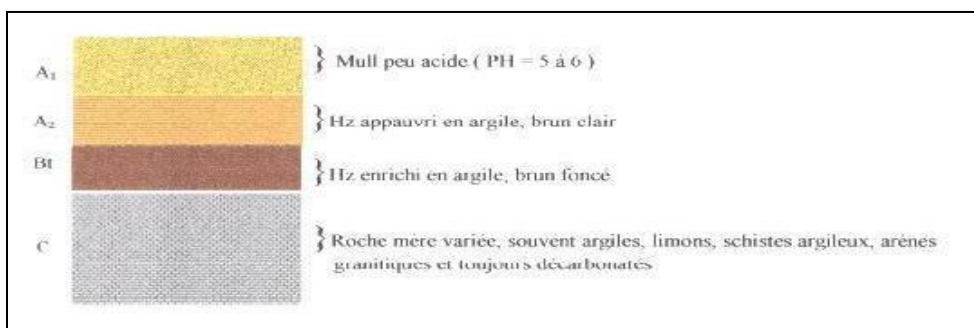 A₁ } Mull peu acide ( PH = 5 à 6 )
A₂ } Hz appauvri en argile, brun clair
Bt } Hz enrichi en argile, brun foncé
C } Roche mère variée, souvent argiles, limons, schistes argileux, arènés
granitiques et toujours décarbonatés